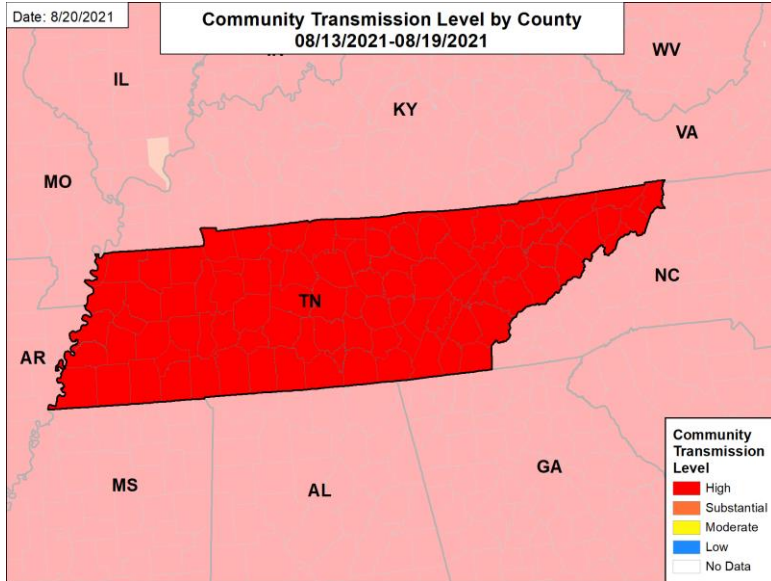 Date: 8/20/2021
Community Transmission Level by County
08/13/2021-08/19/2021
WV
IL
KY
VA
MO
NC
TN
AR
GA
MS
AL
Community
Transmission
Level
High
Substantial
Moderate
Low
No Data